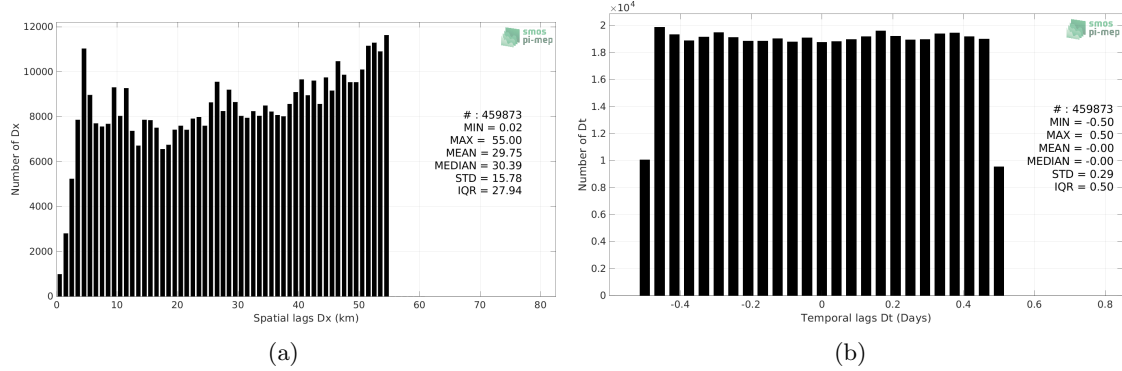 12000
10000
8000
6000
4000
2000
0
0 10 20 30 40 50 60 70 80
Number of Dx
Spatial lags Dx (km)
smos
pi-mep
# : 459873
MIN = 0.02
MAX = 55.00
MEAN = 29.75
MEDIAN = 30.39
STD = 15.78
IQR = 27.94
(a)
×10⁴
2
1.8
1.6
1.4
1.2
1
0.8
0.6
0.4
0.2
0
-0.4 -0.2 0 0.2 0.4 0.6 0.8
Number of Dt
Temporal lags Dt (Days)
smos
pi-mep
# : 459873
MIN = -0.50
MAX = 0.50
MEAN = -0.00
MEDIAN = -0.00
STD = 0.29
IQR = 0.50
(b)